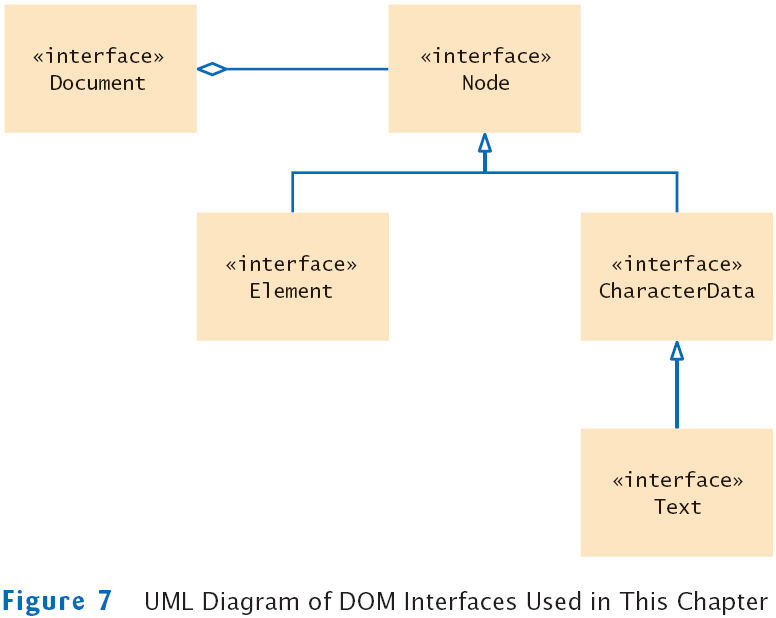 «interface»
Document
«interface»
Node
«interface»
Element
«interface»
CharacterData
«interface»
Text
Figure 7 UML Diagram of DOM Interfaces Used in This Chapter